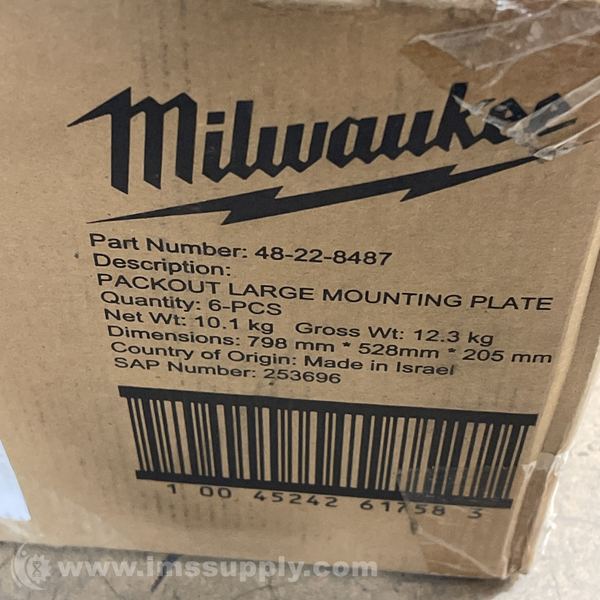 Milwaukee
Part Number: 48-22-8487
Description:
PACKOUT LARGE MOUNTING PLATE
Quantity: 6-PCS
Net Wt: 10.1 kg Gross Wt: 12.3 kg
Dimensions: 798 mm * 528mm * 205 mm
Country of Origin: Made in Israel
SAP Number: 253696
1 00 45242 61758 3
www.imssupply.com